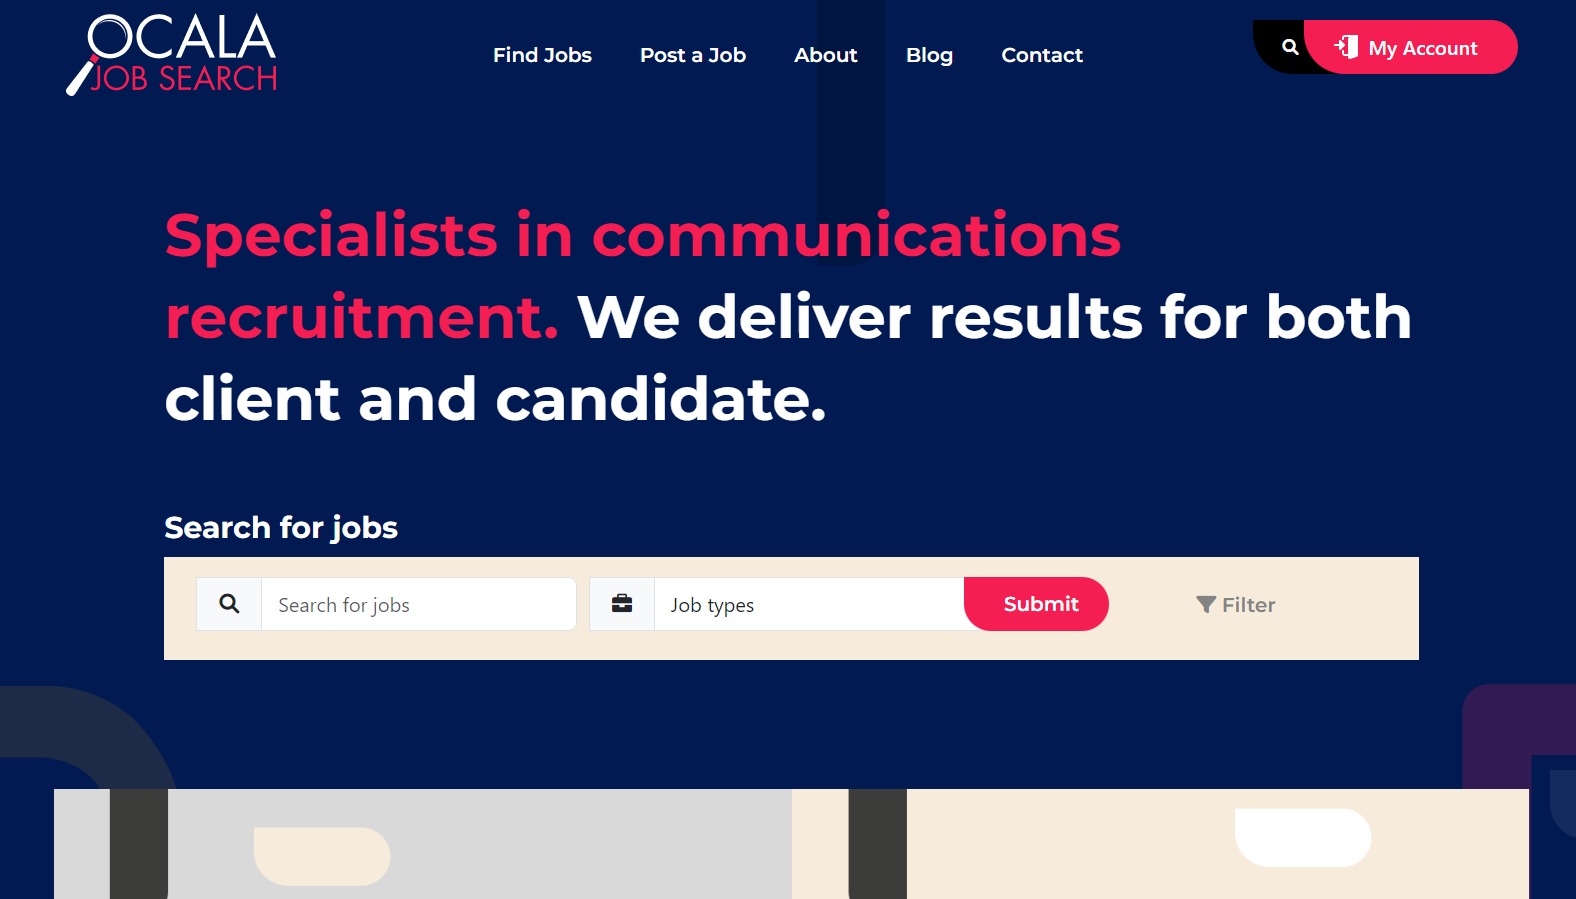 OCALA
JOB SEARCH
Find Jobs
Post a Job
About
Blog
Contact
My Account
Specialists in communications
recruitment. We deliver results for both
client and candidate.
Search for jobs
Search for jobs
Job types
Submit
Filter